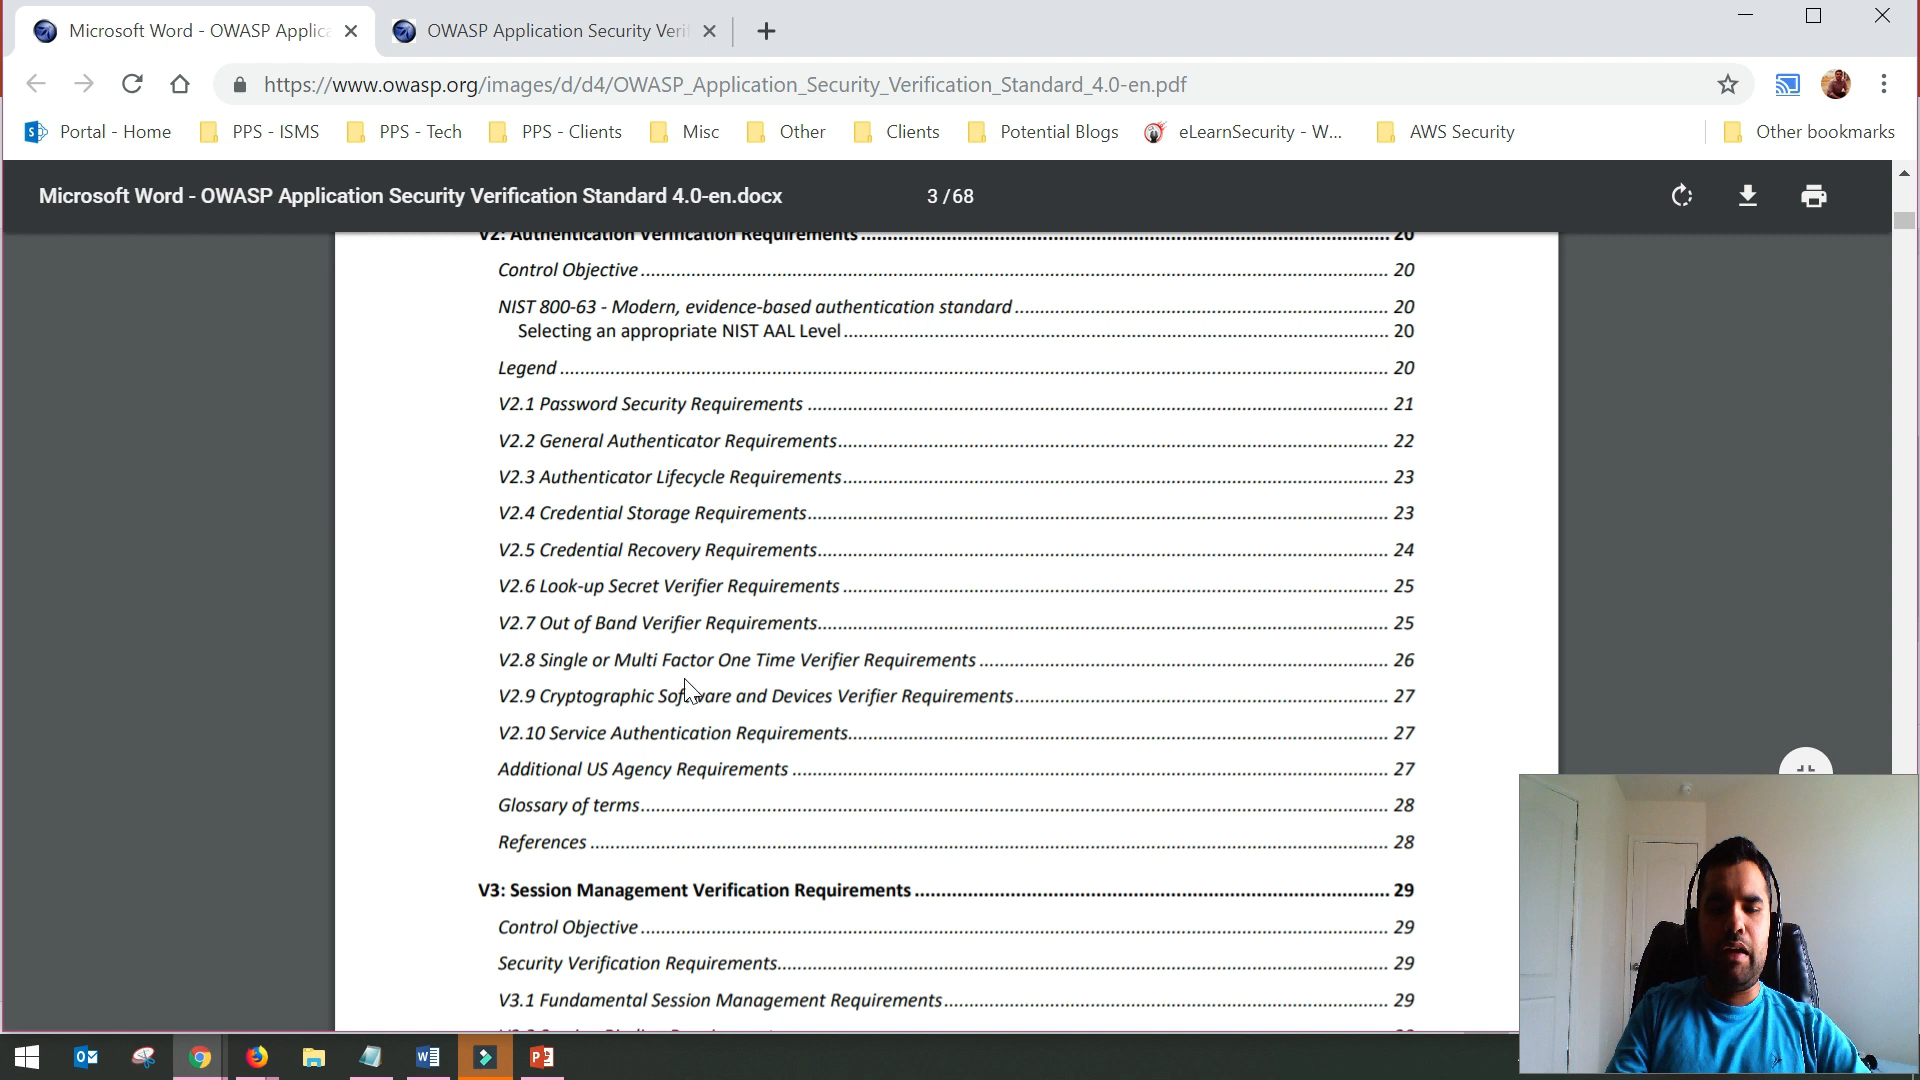 Microsoft Word - OWASP Applica
OWASP Application Security Veri
https://www.owasp.org/images/d/d4/OWASP_Application_Security_Verification_Standard_4.0-en.pdf
Portal - Home
PPS - ISMS
PPS - Tech
PPS - Clients
Misc
Other
Clients
Potential Blogs
eLearnSecurity - W...
AWS Security
Other bookmarks
Microsoft Word - OWASP Application Security Verification Standard 4.0-en.docx
3 / 68
V2: Authentication Verification Requirements 20
Control Objective 20
NIST 800-63 - Modern, evidence-based authentication standard 20
Selecting an appropriate NIST AAL Level 20
Legend 20
V2.1 Password Security Requirements 21
V2.2 General Authenticator Requirements 22
V2.3 Authenticator Lifecycle Requirements 23
V2.4 Credential Storage Requirements 23
V2.5 Credential Recovery Requirements 24
V2.6 Look-up Secret Verifier Requirements 25
V2.7 Out of Band Verifier Requirements 25
V2.8 Single or Multi Factor One Time Verifier Requirements 26
V2.9 Cryptographic Software and Devices Verifier Requirements 27
V2.10 Service Authentication Requirements 27
Additional US Agency Requirements 27
Glossary of terms 28
References 28
V3: Session Management Verification Requirements 29
Control Objective 29
Security Verification Requirements 29
V3.1 Fundamental Session Management Requirements 29